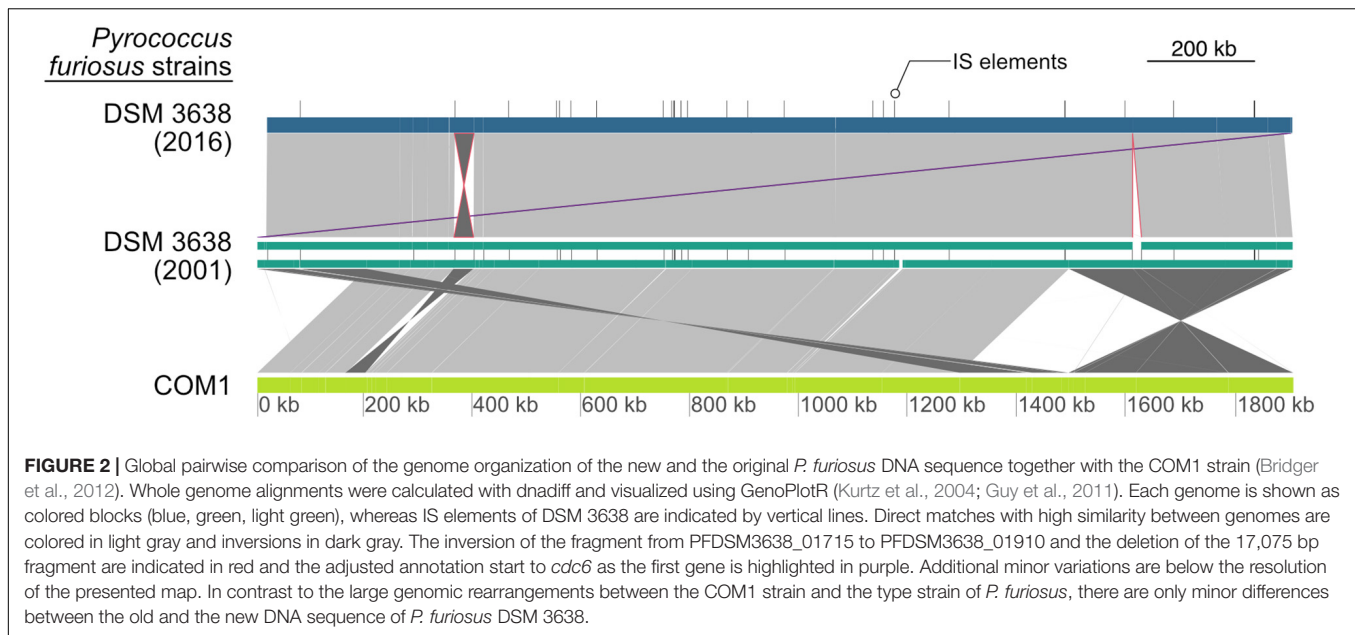 Pyrococcus
furiosus strains
200 kb
IS elements
DSM 3638
(2016)
DSM 3638
(2001)
COM1
0 kb 200 kb 400 kb 600 kb 800 kb 1000 kb 1200 kb 1400 kb 1600 kb 1800 kb
FIGURE 2 | Global pairwise comparison of the genome organization of the new and the original P. furiosus DNA sequence together with the COM1 strain (Bridger
et al., 2012). Whole genome alignments were calculated with dnadiff and visualized using GenoPlotR (Kurtz et al., 2004; Guy et al., 2011). Each genome is shown as
colored blocks (blue, green, light green), whereas IS elements of DSM 3638 are indicated by vertical lines. Direct matches with high similarity between genomes are
colored in light gray and inversions in dark gray. The inversion of the fragment from PFDSM3638_01715 to PFDSM3638_01910 and the deletion of the 17,075 bp
fragment are indicated in red and the adjusted annotation start to cdc6 as the first gene is highlighted in purple. Additional minor variations are below the resolution
of the presented map. In contrast to the large genomic rearrangements between the COM1 strain and the type strain of P. furiosus, there are only minor differences
between the old and the new DNA sequence of P. furiosus DSM 3638.